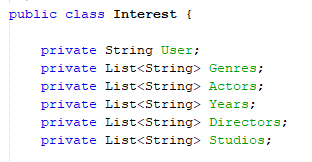 public class Interest {
private String User;
private List<String> Genres;
private List<String> Actors;
private List<String> Years;
private List<String> Directors;
private List<String> Studios;